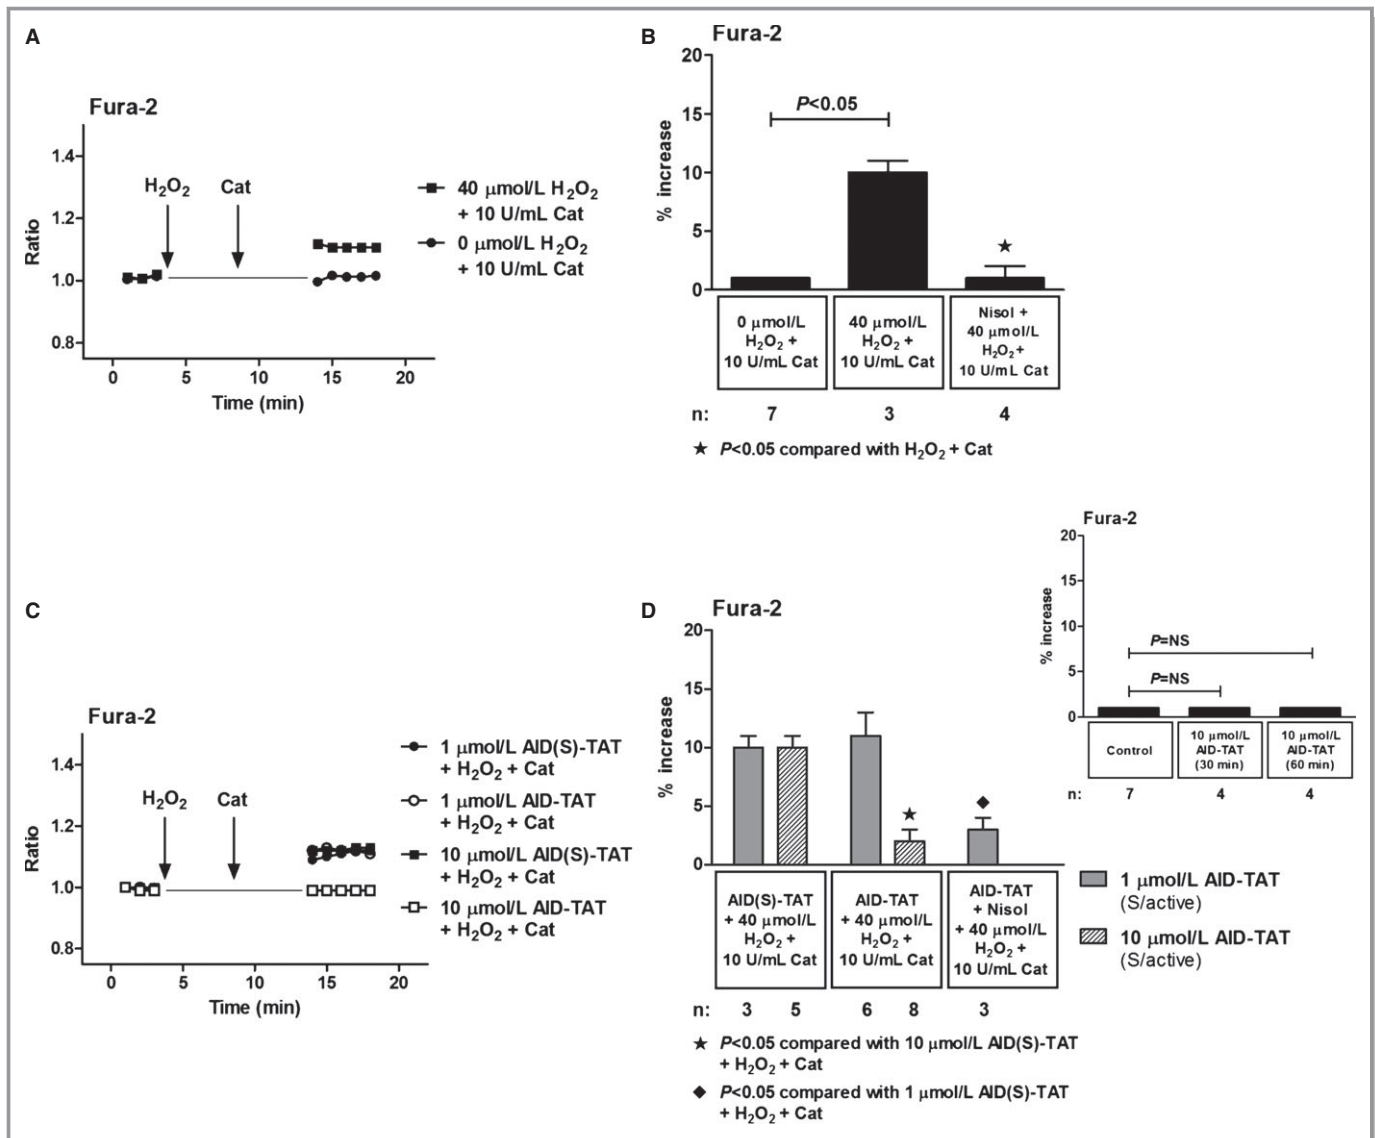 A
Fura-2
1.4
1.2
1.0
0.8
Ratio
H2O2
Cat
0
5
10
15
20
Time (min)
40 μmol/L H2O2
+ 10 U/mL Cat
0 μmol/L H2O2
+ 10 U/mL Cat
B
Fura-2
20
15
10
5
0
% increase
P<0.05
★
0 μmol/L
H2O2 +
10 U/mL Cat
40 μmol/L
H2O2 +
10 U/mL Cat
Nisol +
40 μmol/L
H2O2 +
10 U/mL Cat
n: 7 3 4
★ P<0.05 compared with H2O2 + Cat
C
Fura-2
1.4
1.2
1.0
0.8
Ratio
H2O2
Cat
0
5
10
15
20
Time (min)
1 μmol/L AID(S)-TAT
+ H2O2 + Cat
1 μmol/L AID-TAT
+ H2O2 + Cat
10 μmol/L AID(S)-TAT
+ H2O2 + Cat
10 μmol/L AID-TAT
+ H2O2 + Cat
D
Fura-2
20
15
10
5
0
% increase
★
◆
AID(S)-TAT
+ 40 μmol/L
H2O2 +
10 U/mL Cat
AID-TAT
+ 40 μmol/L
H2O2 +
10 U/mL Cat
AID-TAT
+ Nisol
+ 40 μmol/L
H2O2 +
10 U/mL Cat
n: 3 5 6 8 3
★ P<0.05 compared with 10 μmol/L AID(S)-TAT
+ H2O2 + Cat
◆ P<0.05 compared with 1 μmol/L AID(S)-TAT
+ H2O2 + Cat
Fura-2
20
15
10
5
0
% increase
P=NS
P=NS
Control
10 μmol/L
AID-TAT
(30 min)
10 μmol/L
AID-TAT
(60 min)
n: 7 4 4
1 μmol/L AID-TAT
(S/active)
10 μmol/L AID-TAT
(S/active)